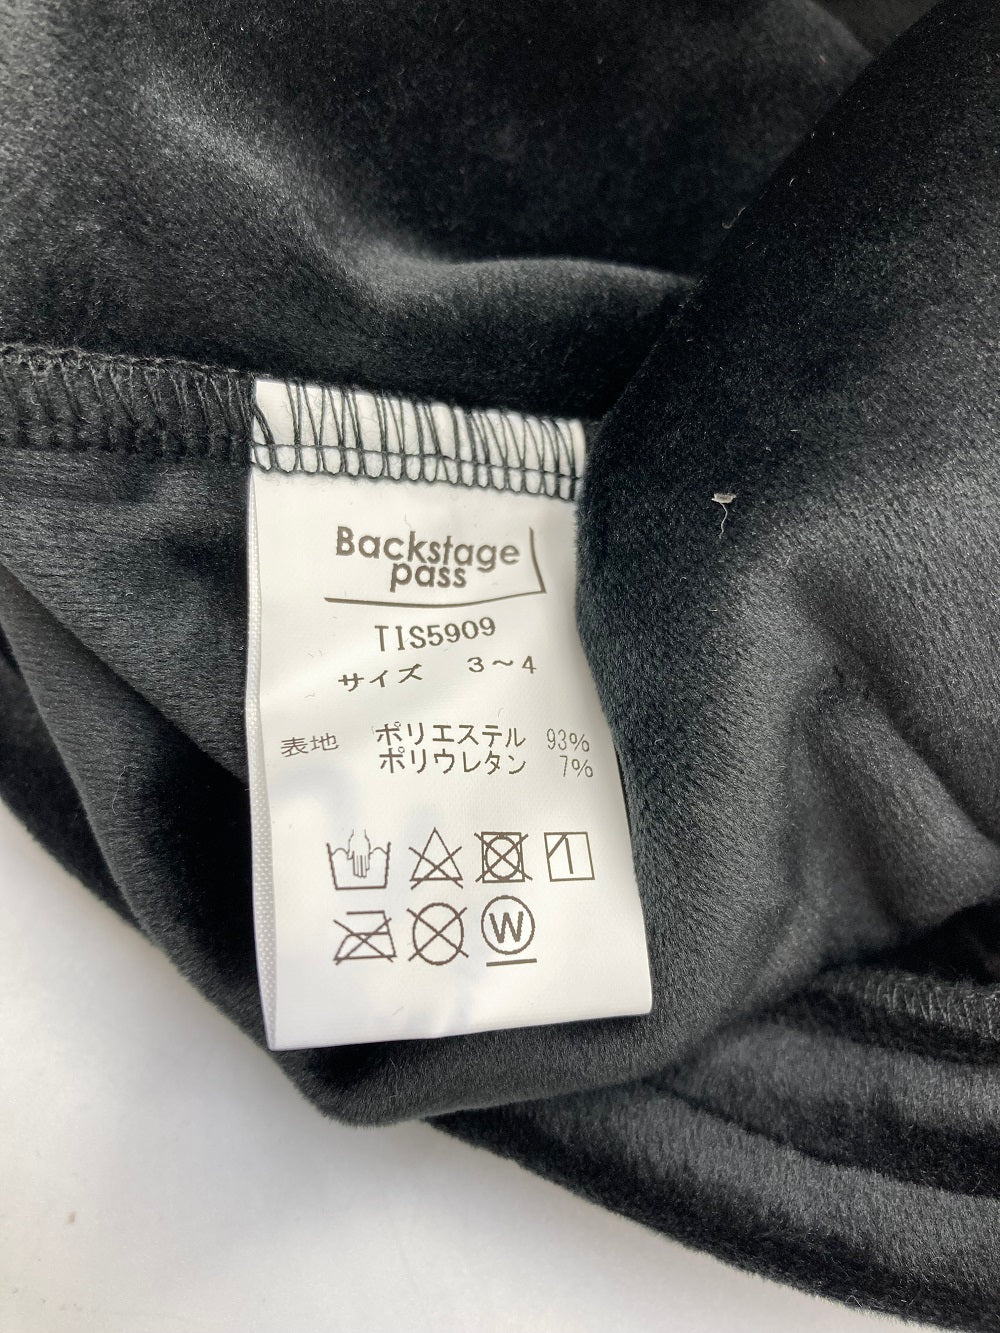 Backstage
pass
TIS5909
サイズ 3〜4
表地 ポリエステル 93%
ポリウレタン 7%
W